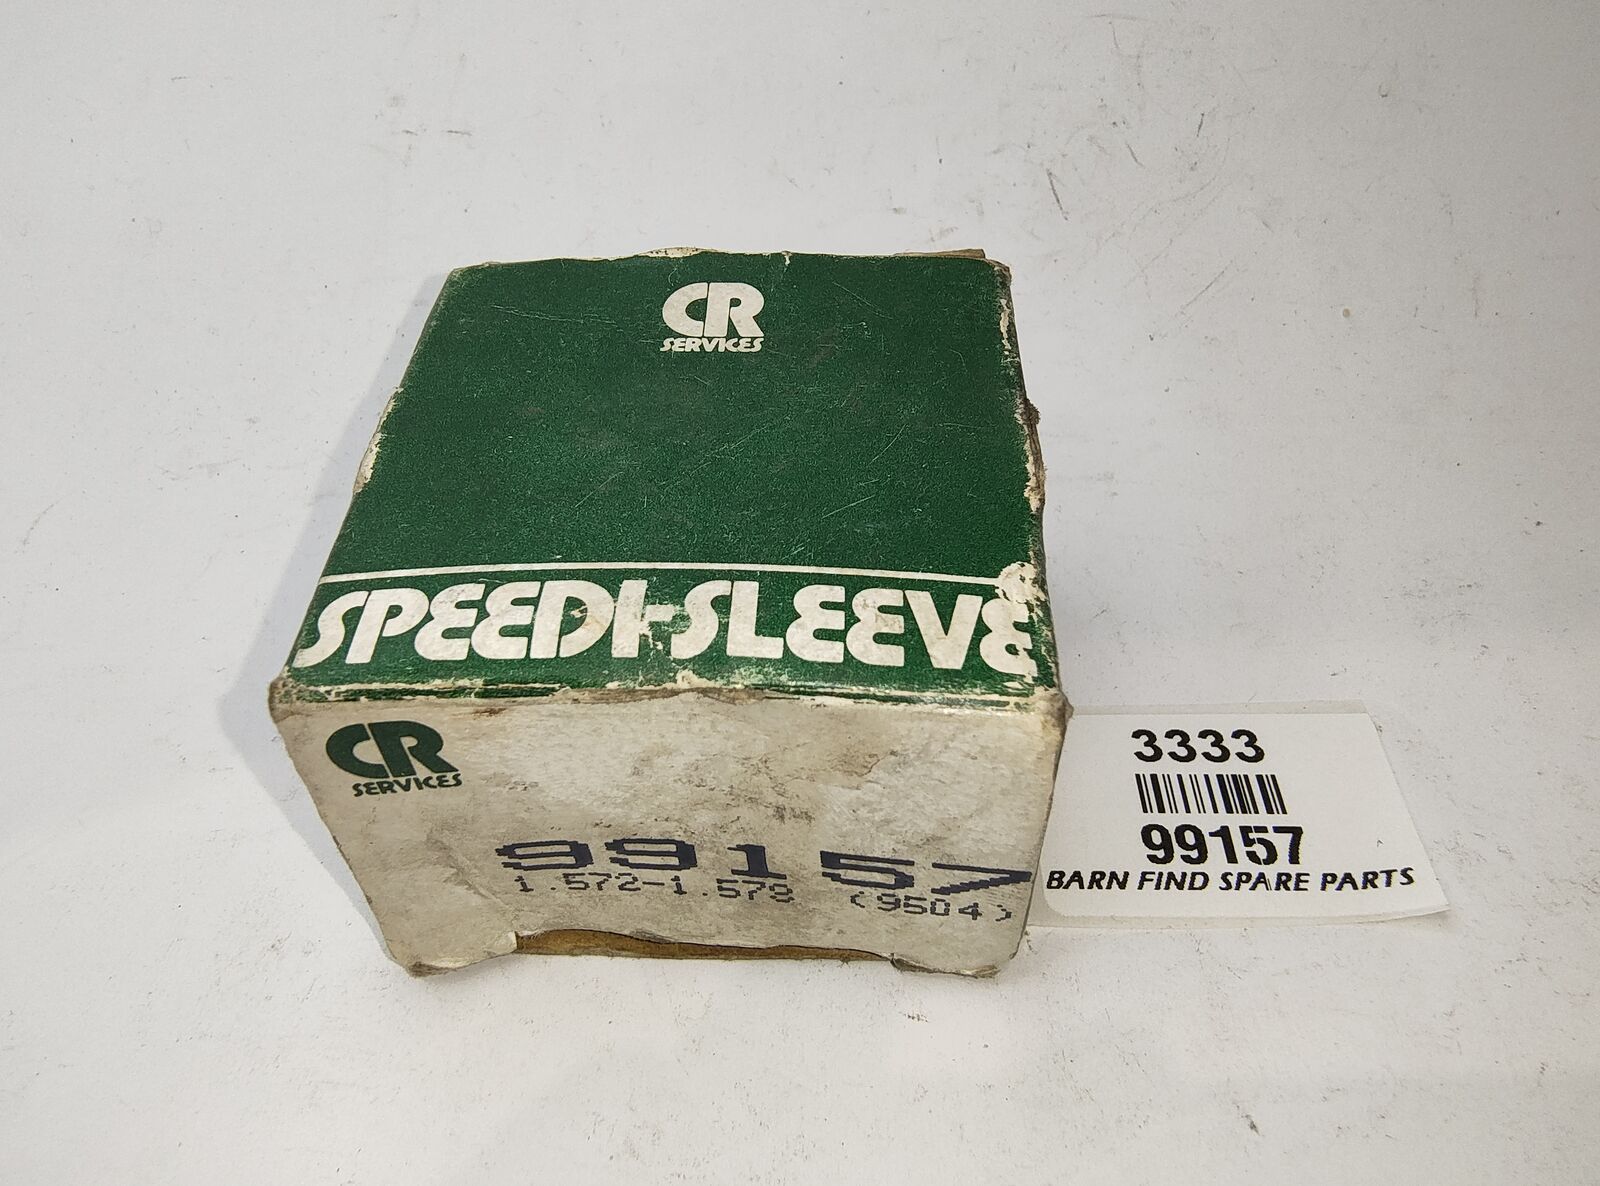 CR
SERVICES
SPEEDI-SLEEVE
CR
SERVICES
99157
1.572-1.578 (9504)
3333
99157
BARN FIND SPARE PARTS